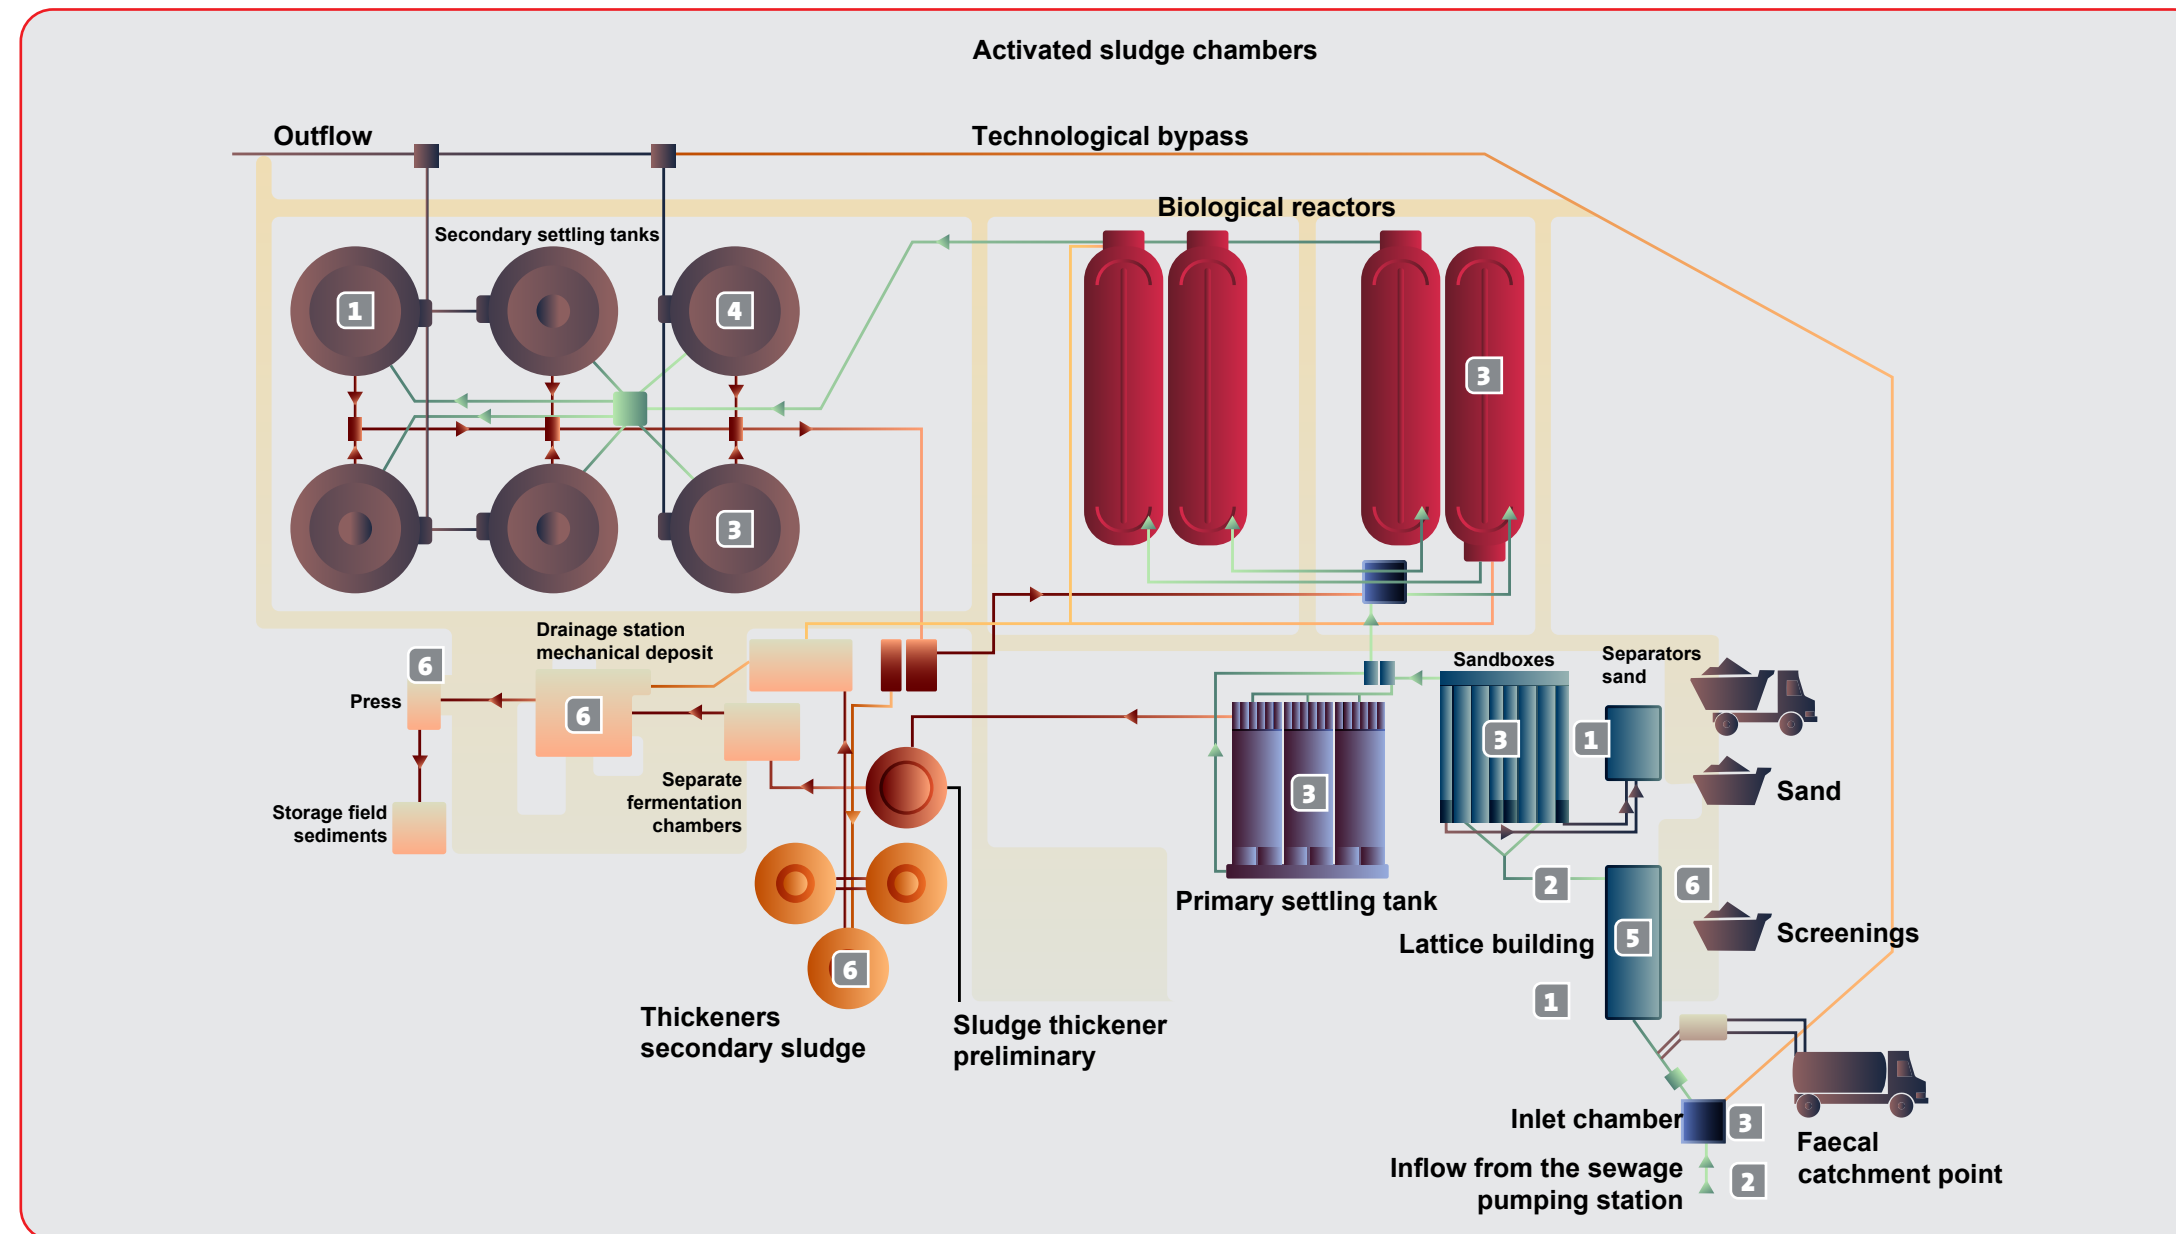 Activated sludge chambers
Outflow
Technological bypass
Biological reactors
Secondary settling tanks
1
4
3
3
Drainage station
mechanical deposit
6
Press
6
Storage field
sediments
Separate
fermentation
chambers
6
Thickeners
secondary sludge
Sludge thickener
preliminary
3
Primary settling tank
Sandboxes
3
Separators
sand
1
Sand
2
6
5
Lattice building
Screenings
1
Inlet chamber
3
Faecal
catchment point
Inflow from the sewage
pumping station
2